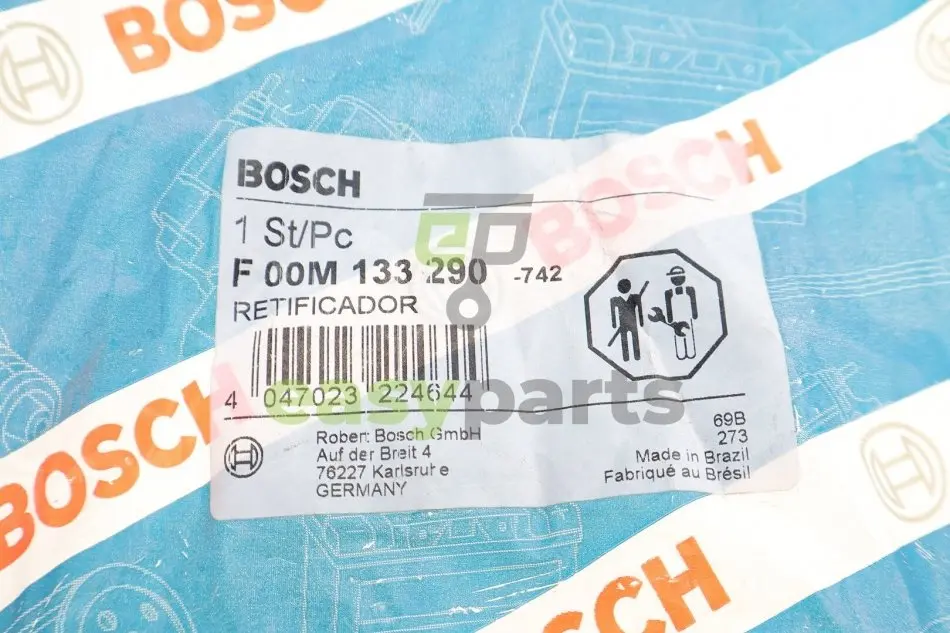 BOSCH
BOSCH
BOSCH
1 St/Pc
F 00M 133 290 -742
RETIFICADOR
4 047023 224644
easyparts
Robert Bosch GmbH
Auf der Breit 4
76227 Karlsruhe
GERMANY
69B
273
Made in Brazil
Fabriqué au Brésil
BOSCH
BOSCH